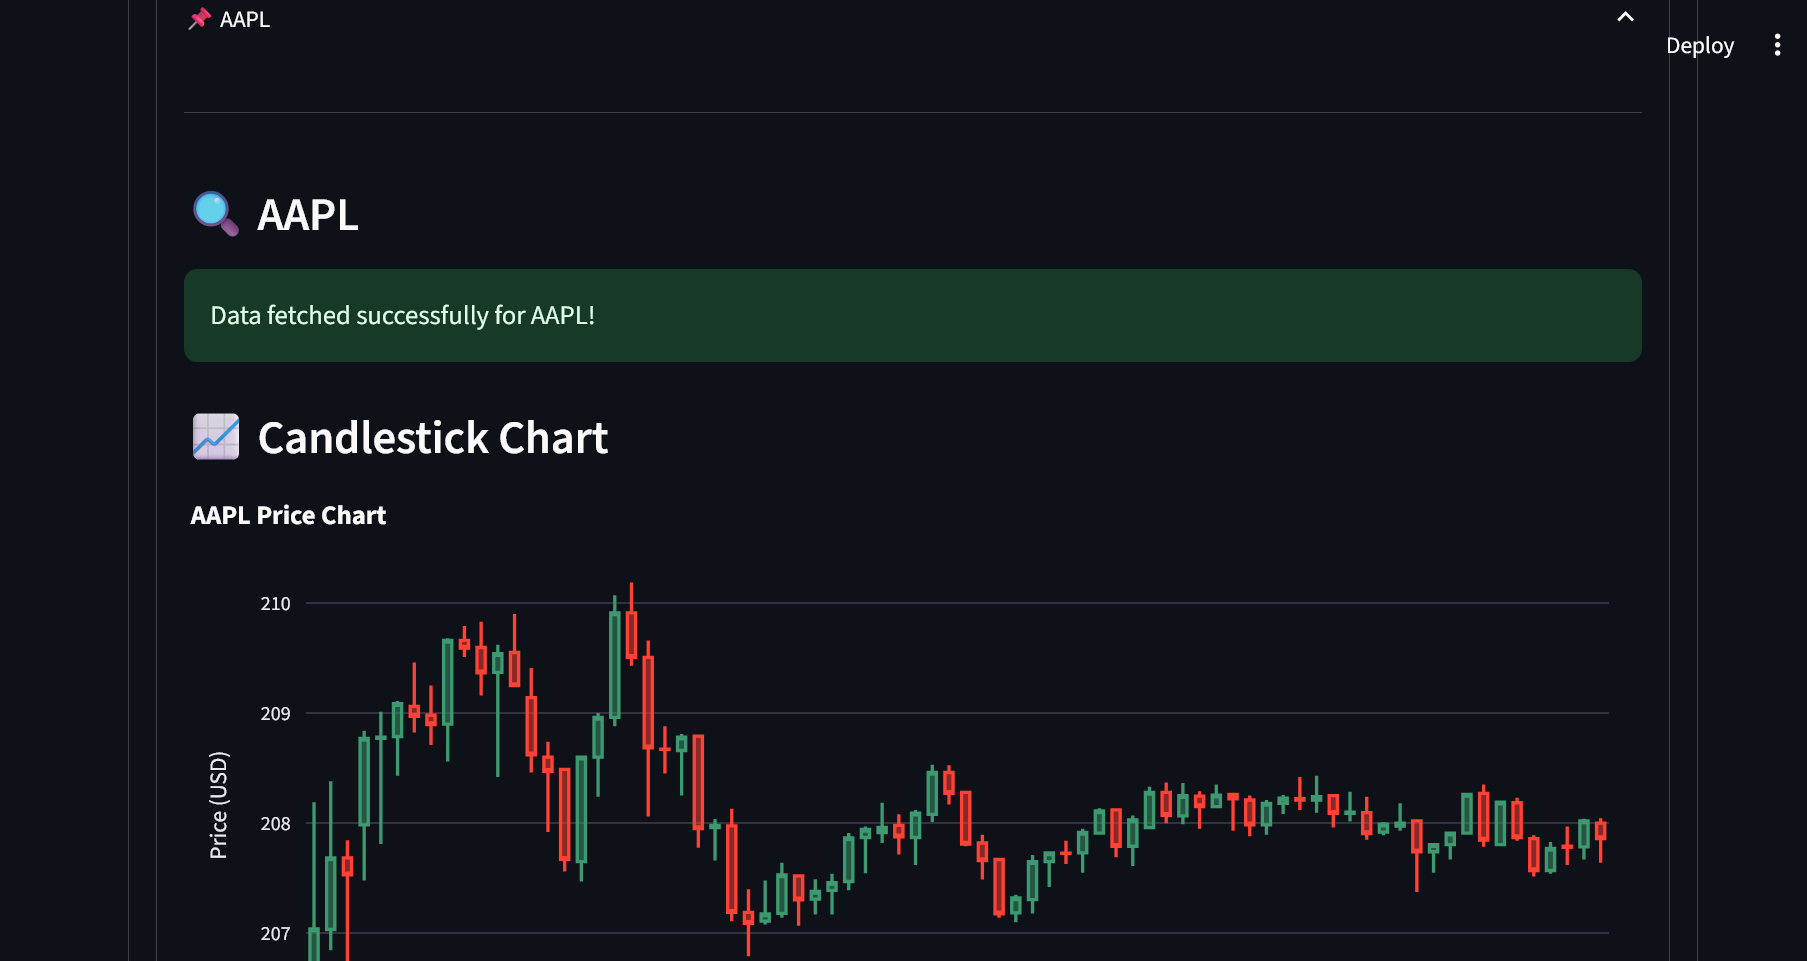 AAPL
Deploy
AAPL
Data fetched successfully for AAPL!
Candlestick Chart
AAPL Price Chart
210
209
208
207
Price (USD)